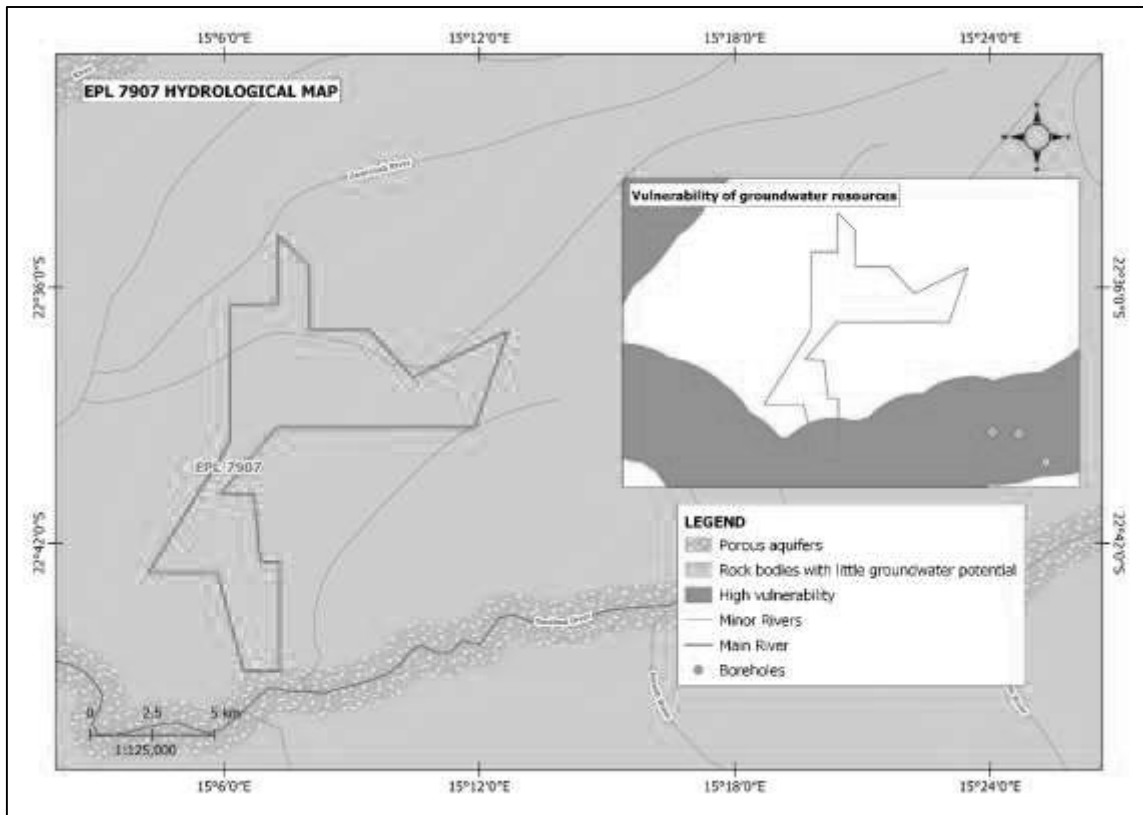 15°6'0"E
15°12'0"E
15°18'0"E
15°24'0"E
EPL 7907 HYDROLOGICAL MAP
Vulnerability of groundwater resources
22°36'0"S
22°36'0"S
EPL 7907
22°42'0"S
22°42'0"S
LEGEND
Porous aquifers
Rock bodies with little groundwater potential
High vulnerability
Minor Rivers
Main River
Boreholes
River
0 2.5 5 km
1:125,000
15°6'0"E
15°12'0"E
15°18'0"E
15°24'0"E